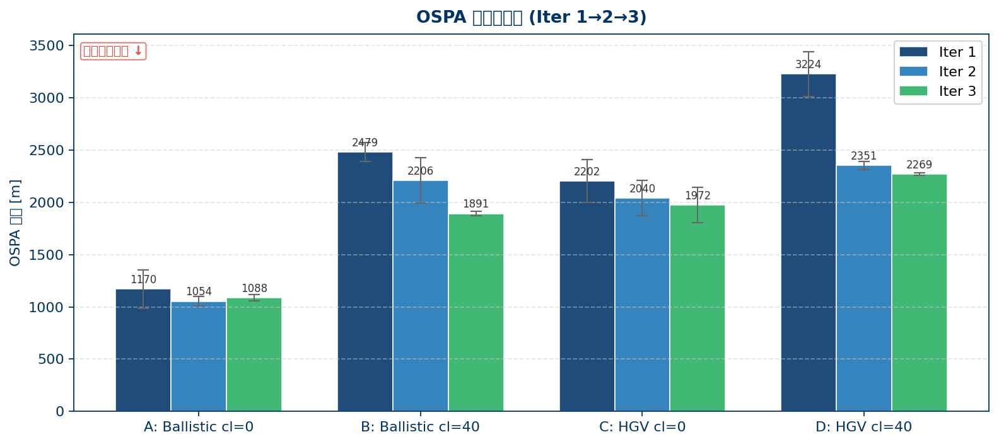 OSPA (Iter 1→2→3)
↓
Iter 1
Iter 2
Iter 3
OSPA [m]
3500
3000
2500
2000
1500
1000
500
0
1170
1054
1088
2479
2206
1891
2202
2040
1972
3224
2351
2269
A: Ballistic cl=0
B: Ballistic cl=40
C: HGV cl=0
D: HGV cl=40